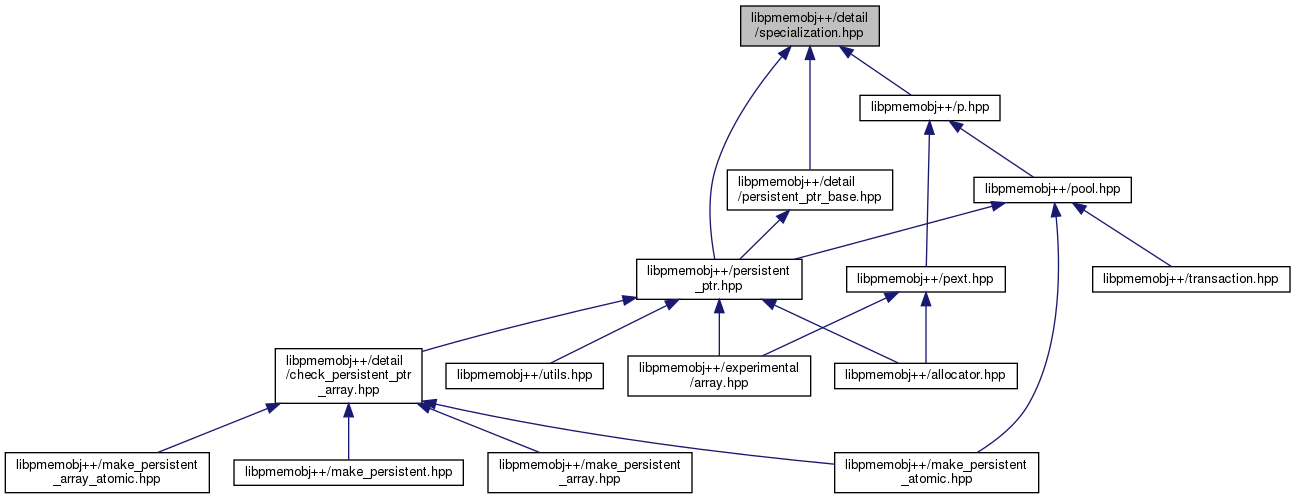 libpmemobj++/detail
/specialization.hpp
libpmemobj++/p.hpp
libpmemobj++/detail
/persistent_ptr_base.hpp
libpmemobj++/pool.hpp
libpmemobj++/persistent
_ptr.hpp
libpmemobj++/pext.hpp
libpmemobj++/transaction.hpp
libpmemobj++/detail
/check_persistent_ptr
_array.hpp
libpmemobj++/utils.hpp
libpmemobj++/experimental
/array.hpp
libpmemobj++/allocator.hpp
libpmemobj++/make_persistent
_array_atomic.hpp
libpmemobj++/make_persistent.hpp
libpmemobj++/make_persistent
_array.hpp
libpmemobj++/make_persistent
_atomic.hpp